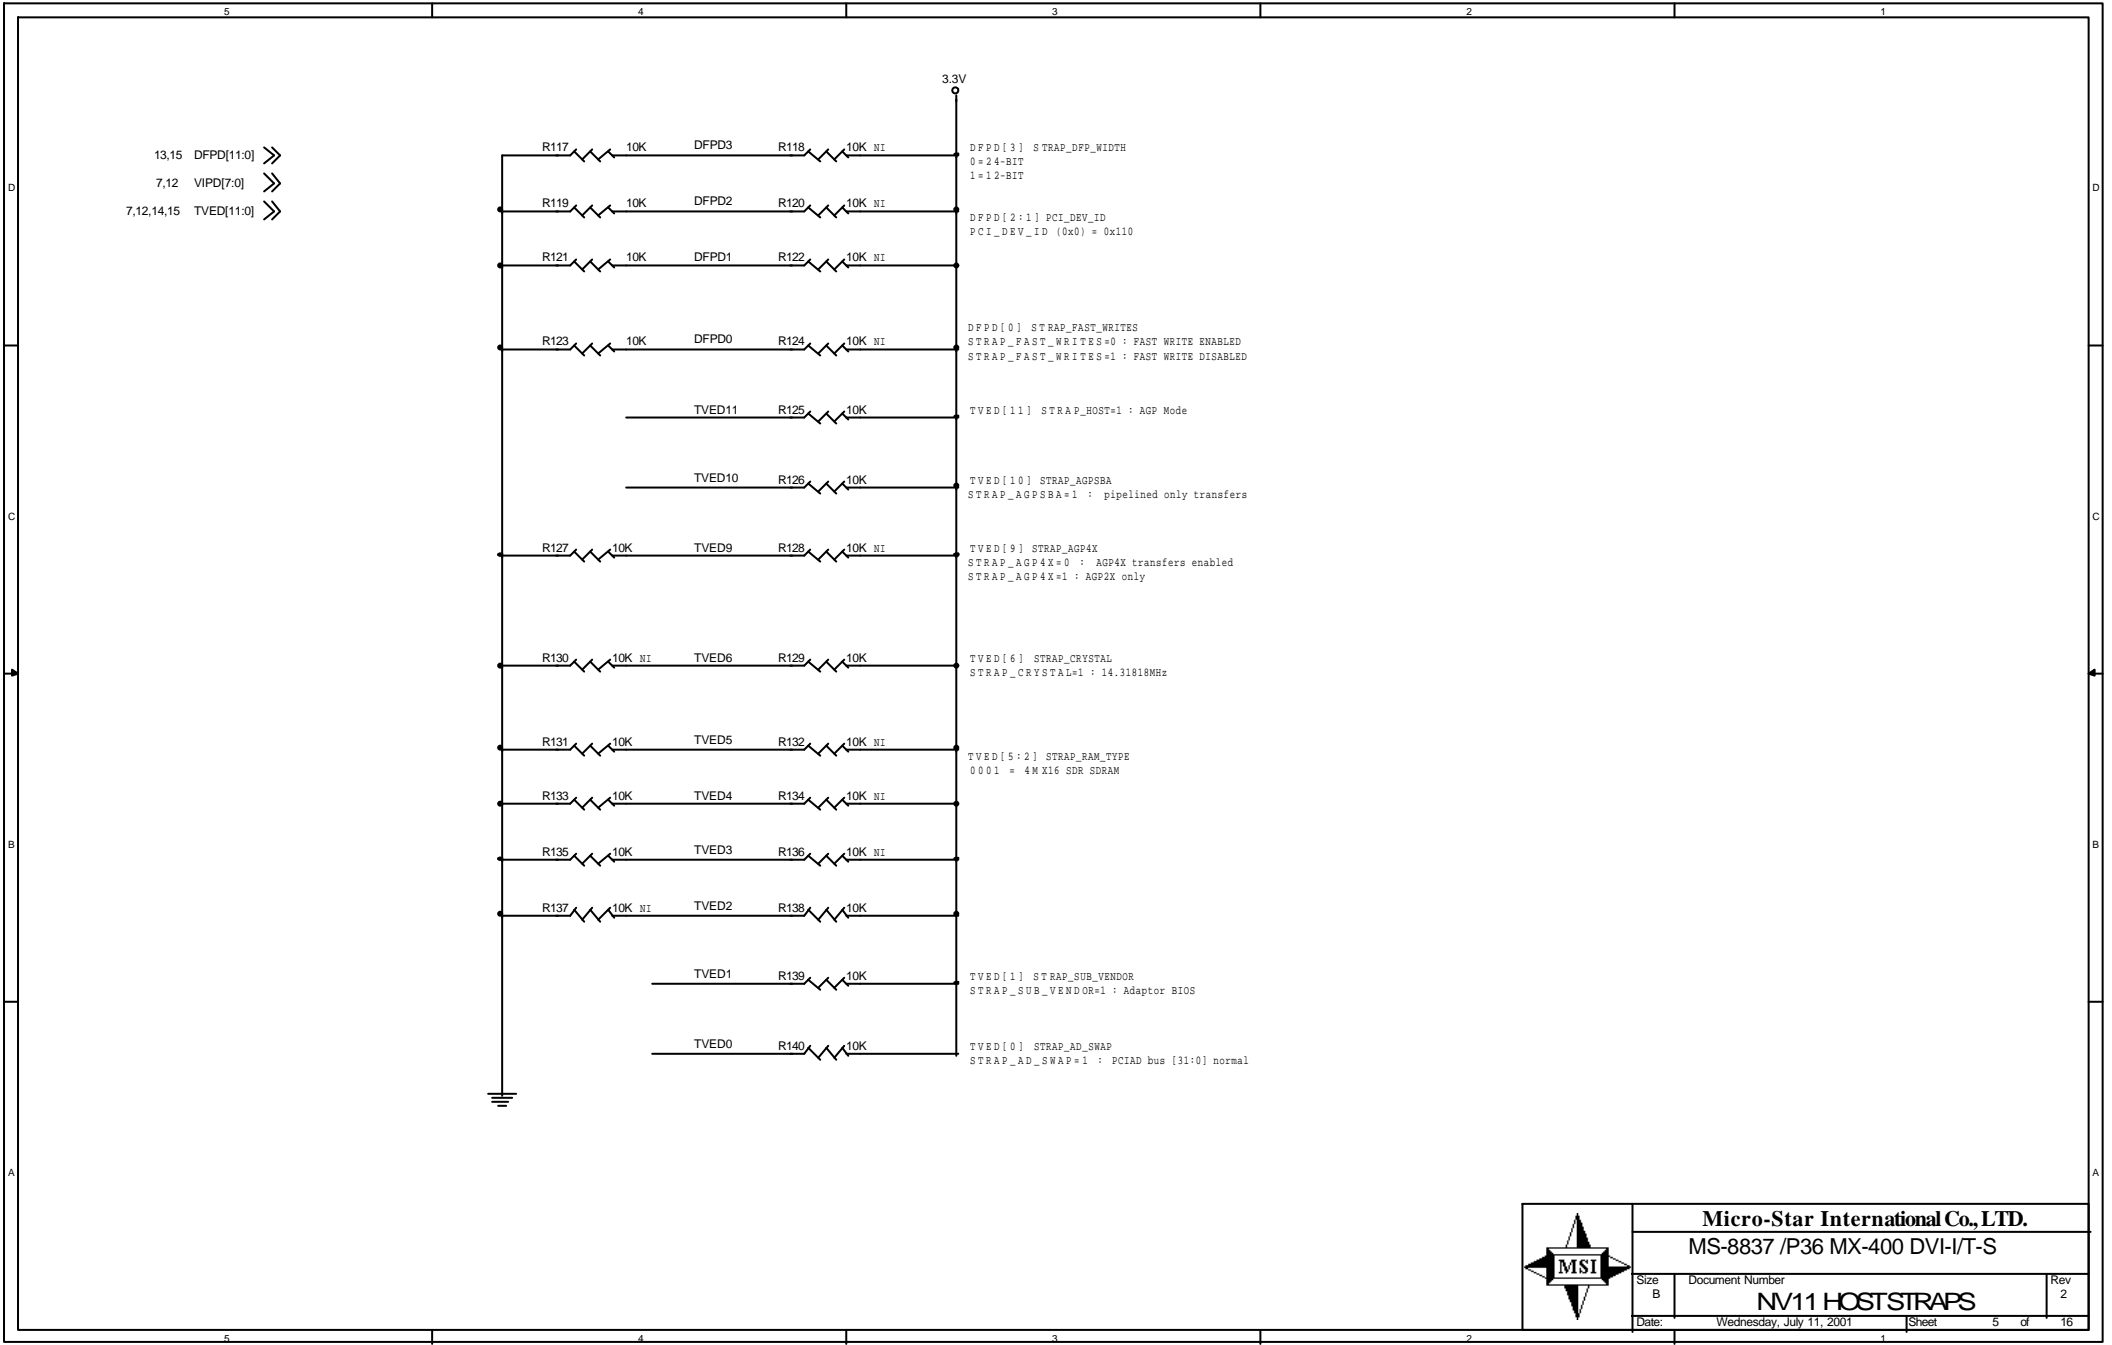 5 4 3 2 1
3.3V
13,15 DFPD[11:0]
7,12 VIPD[7:0]
7,12,14,15 TVED[11:0]
R117 10K DFPD3 R118 10K NI
DFPD[3] STRAP_DFP_WIDTH
0=24-BIT
1=12-BIT
D D
R119 10K DFPD2 R120 10K NI
DFPD[2:1] PCI_DEV_ID
PCI_DEV_ID (0x0) = 0x110
R121 10K DFPD1 R122 10K NI
DFPD[0] STRAP_FAST_WRITES
R123 10K DFPD0 R124 10K NI
STRAP_FAST_WRITES=0 : FAST WRITE ENABLED
STRAP_FAST_WRITES=1 : FAST WRITE DISABLED
TVED11 R125 10K
TVED[11] STRAP_HOST=1 : AGP Mode
TVED10 R126 10K
TVED[10] STRAP_AGPSBA
STRAP_AGPSBA=1 : pipelined only transfers
C C
R127 10K TVED9 R128 10K NI
TVED[9] STRAP_AGP4X
STRAP_AGP4X=0 : AGP4X transfers enabled
STRAP_AGP4X=1 : AGP2X only
R130 10K NI TVED6 R129 10K
TVED[6] STRAP_CRYSTAL
STRAP_CRYSTAL=1 : 14.31818MHz
R131 10K TVED5 R132 10K NI
TVED[5:2] STRAP_RAM_TYPE
0001 = 4MX16 SDR SDRAM
R133 10K TVED4 R134 10K NI
B B
R135 10K TVED3 R136 10K NI
R137 10K NI TVED2 R138 10K
TVED1 R139 10K
TVED[1] STRAP_SUB_VENDOR
STRAP_SUB_VENDOR=1 : Adaptor BIOS
TVED0 R140 10K
TVED[0] STRAP_AD_SWAP
STRAP_AD_SWAP=1 : PCIAD bus [31:0] normal
A A
MSI
Micro-Star International Co., LTD.
MS-8837 /P36 MX-400 DVI-I/T-S
Size Document Number Rev
B NV11 HOST STRAPS 2
Date: Wednesday, July 11, 2001 Sheet 5 of 16
5 4 3 2 1